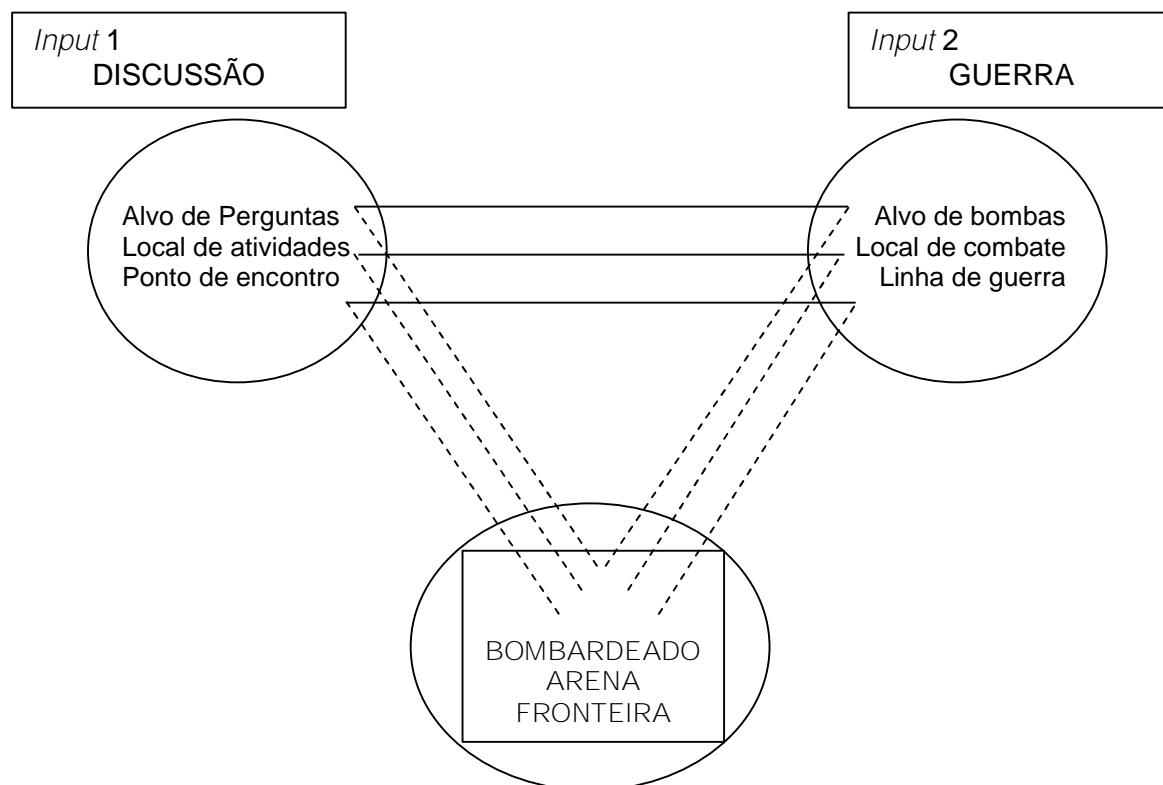 Input 1
DISCUSSÃO
Input 2
GUERRA
Alvo de Perguntas
Local de atividades
Ponto de encontro
Alvo de bombas
Local de combate
Linha de guerra
BOMBARDEADO
ARENA
FRONTEIRA